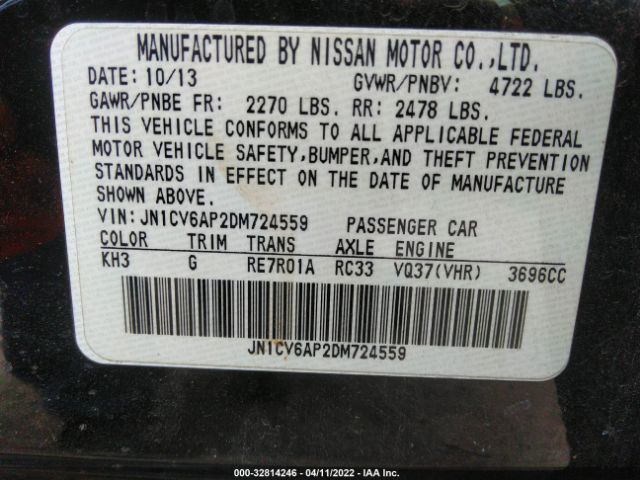 MANUFACTURED BY NISSAN MOTOR CO.,LTD.
DATE: 10/13 GVWR/PNBV: 4722 LBS.
GAWR/PNBE FR: 2270 LBS. RR: 2478 LBS.
THIS VEHICLE CONFORMS TO ALL APPLICABLE FEDERAL
MOTOR VEHICLE SAFETY,BUMPER,AND THEFT PREVENTION
STANDARDS IN EFFECT ON THE DATE OF MANUFACTURE
SHOWN ABOVE.
VIN: JN1CV6AP2DM724559 PASSENGER CAR
COLOR TRIM TRANS AXLE ENGINE
KH3 G RE7R01A RC33 VQ37(VHR) 3696CC
JN1CV6AP2DM724559
000-32814246 - 04/11/2022 - IAA Inc.